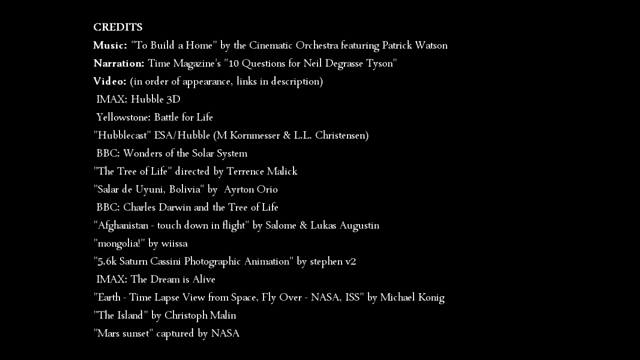 CREDITS
Music: "To Build a Home" by the Cinematic Orchestra featuring Patrick Watson
Narration: Time Magazine's "10 Questions for Neil Degrasse Tyson"
Video: (in order of appearance, links in description)
IMAX: Hubble 3D
Yellowstone: Battle for Life
"Hubblecast" ESA/Hubble (M Kornmesser & L.L. Christensen)
BBC: Wonders of the Solar System
"The Tree of Life" directed by Terrence Malick
"Salar de Uyuni, Bolivia" by Ayrton Orio
BBC: Charles Darwin and the Tree of Life
"Afghanistan - touch down in flight" by Salome & Lukas Augustin
"mongolia!" by wiissa
"5.6k Saturn Cassini Photographic Animation" by stephen v2
IMAX: The Dream is Alive
"Earth - Time Lapse View from Space, Fly Over - NASA, ISS" by Michael Konig
"The Island" by Christoph Malin
"Mars sunset" captured by NASA